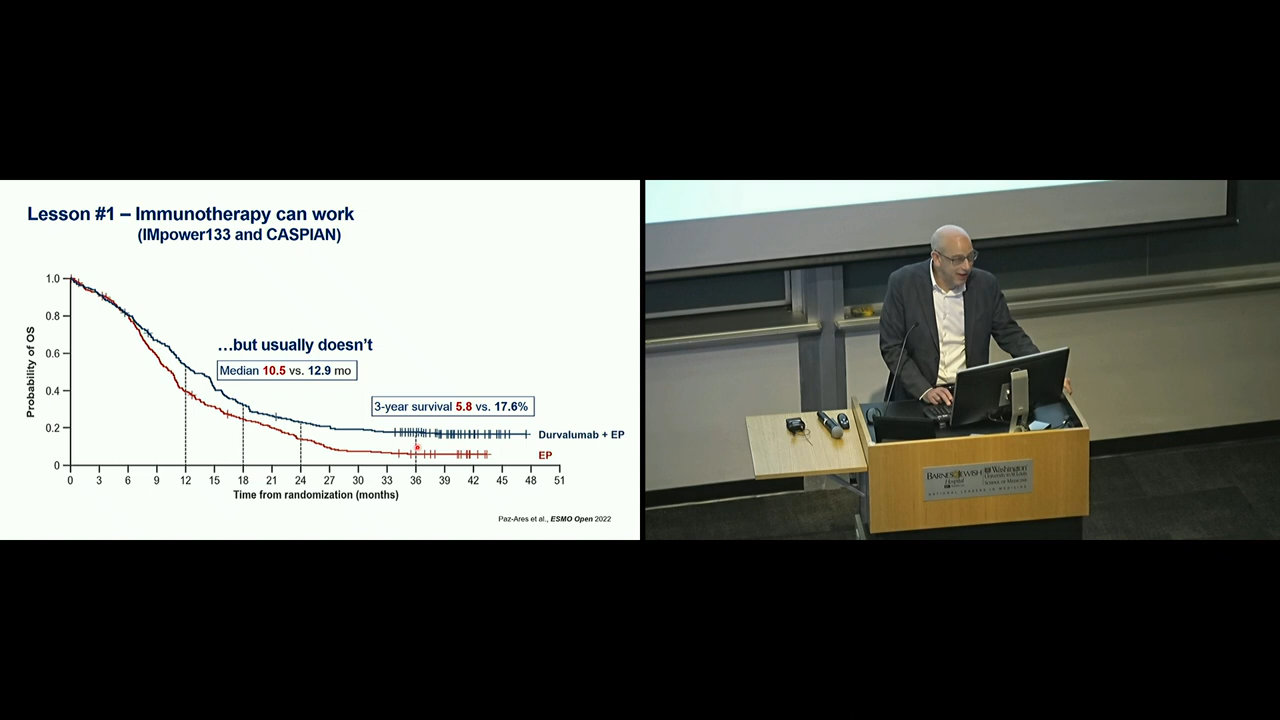 Lesson #1 – Immunotherapy can work
(IMpower133 and CASPIAN)
…but usually doesn't
Median 10.5 vs. 12.9 mo
3-year survival 5.8 vs. 17.6%
Probability of OS
1.0
0.8
0.6
0.4
0.2
0
0 3 6 9 12 15 18 21 24 27 30 33 36 39 42 45 48 51
Time from randomization (months)
Durvalumab + EP
EP
Paz-Ares et al., ESMO Open 2022
BARNES JEWISH
Hospital
Washington
SCHOOL OF MEDICINE
NATIONAL LEADERS IN MEDICINE